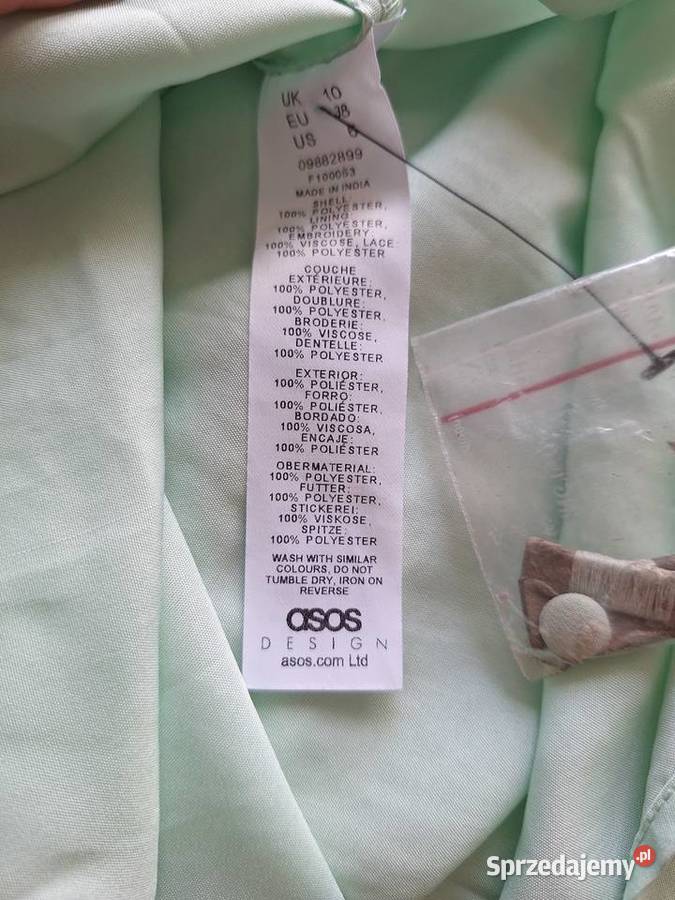 UK 10
EU 38
US 6
09882899
F100053
MADE IN INDIA
SHELL:
100% POLYESTER,
LINING:
100% POLYESTER,
EMBROIDERY:
100% VISCOSE, LACE:
100% POLYESTER
COUCHE
EXTÉRIEURE:
100% POLYESTER,
DOUBLURE:
100% POLYESTER,
BRODERIE:
100% VISCOSE,
DENTELLE:
100% POLYESTER
EXTERIOR:
100% POLIÉSTER,
FORRO:
100% POLIÉSTER,
BORDADO:
100% VISCOSA,
ENCAJE:
100% POLIÉSTER
OBERMATERIAL:
100% POLYESTER,
FUTTER:
100% POLYESTER,
STICKEREI:
100% VISKOSE,
SPITZE:
100% POLYESTER
WASH WITH SIMILAR
COLOURS, DO NOT
TUMBLE DRY, IRON ON
REVERSE
asos
DESIGN
asos.com Ltd
Sprzedajemy.pl